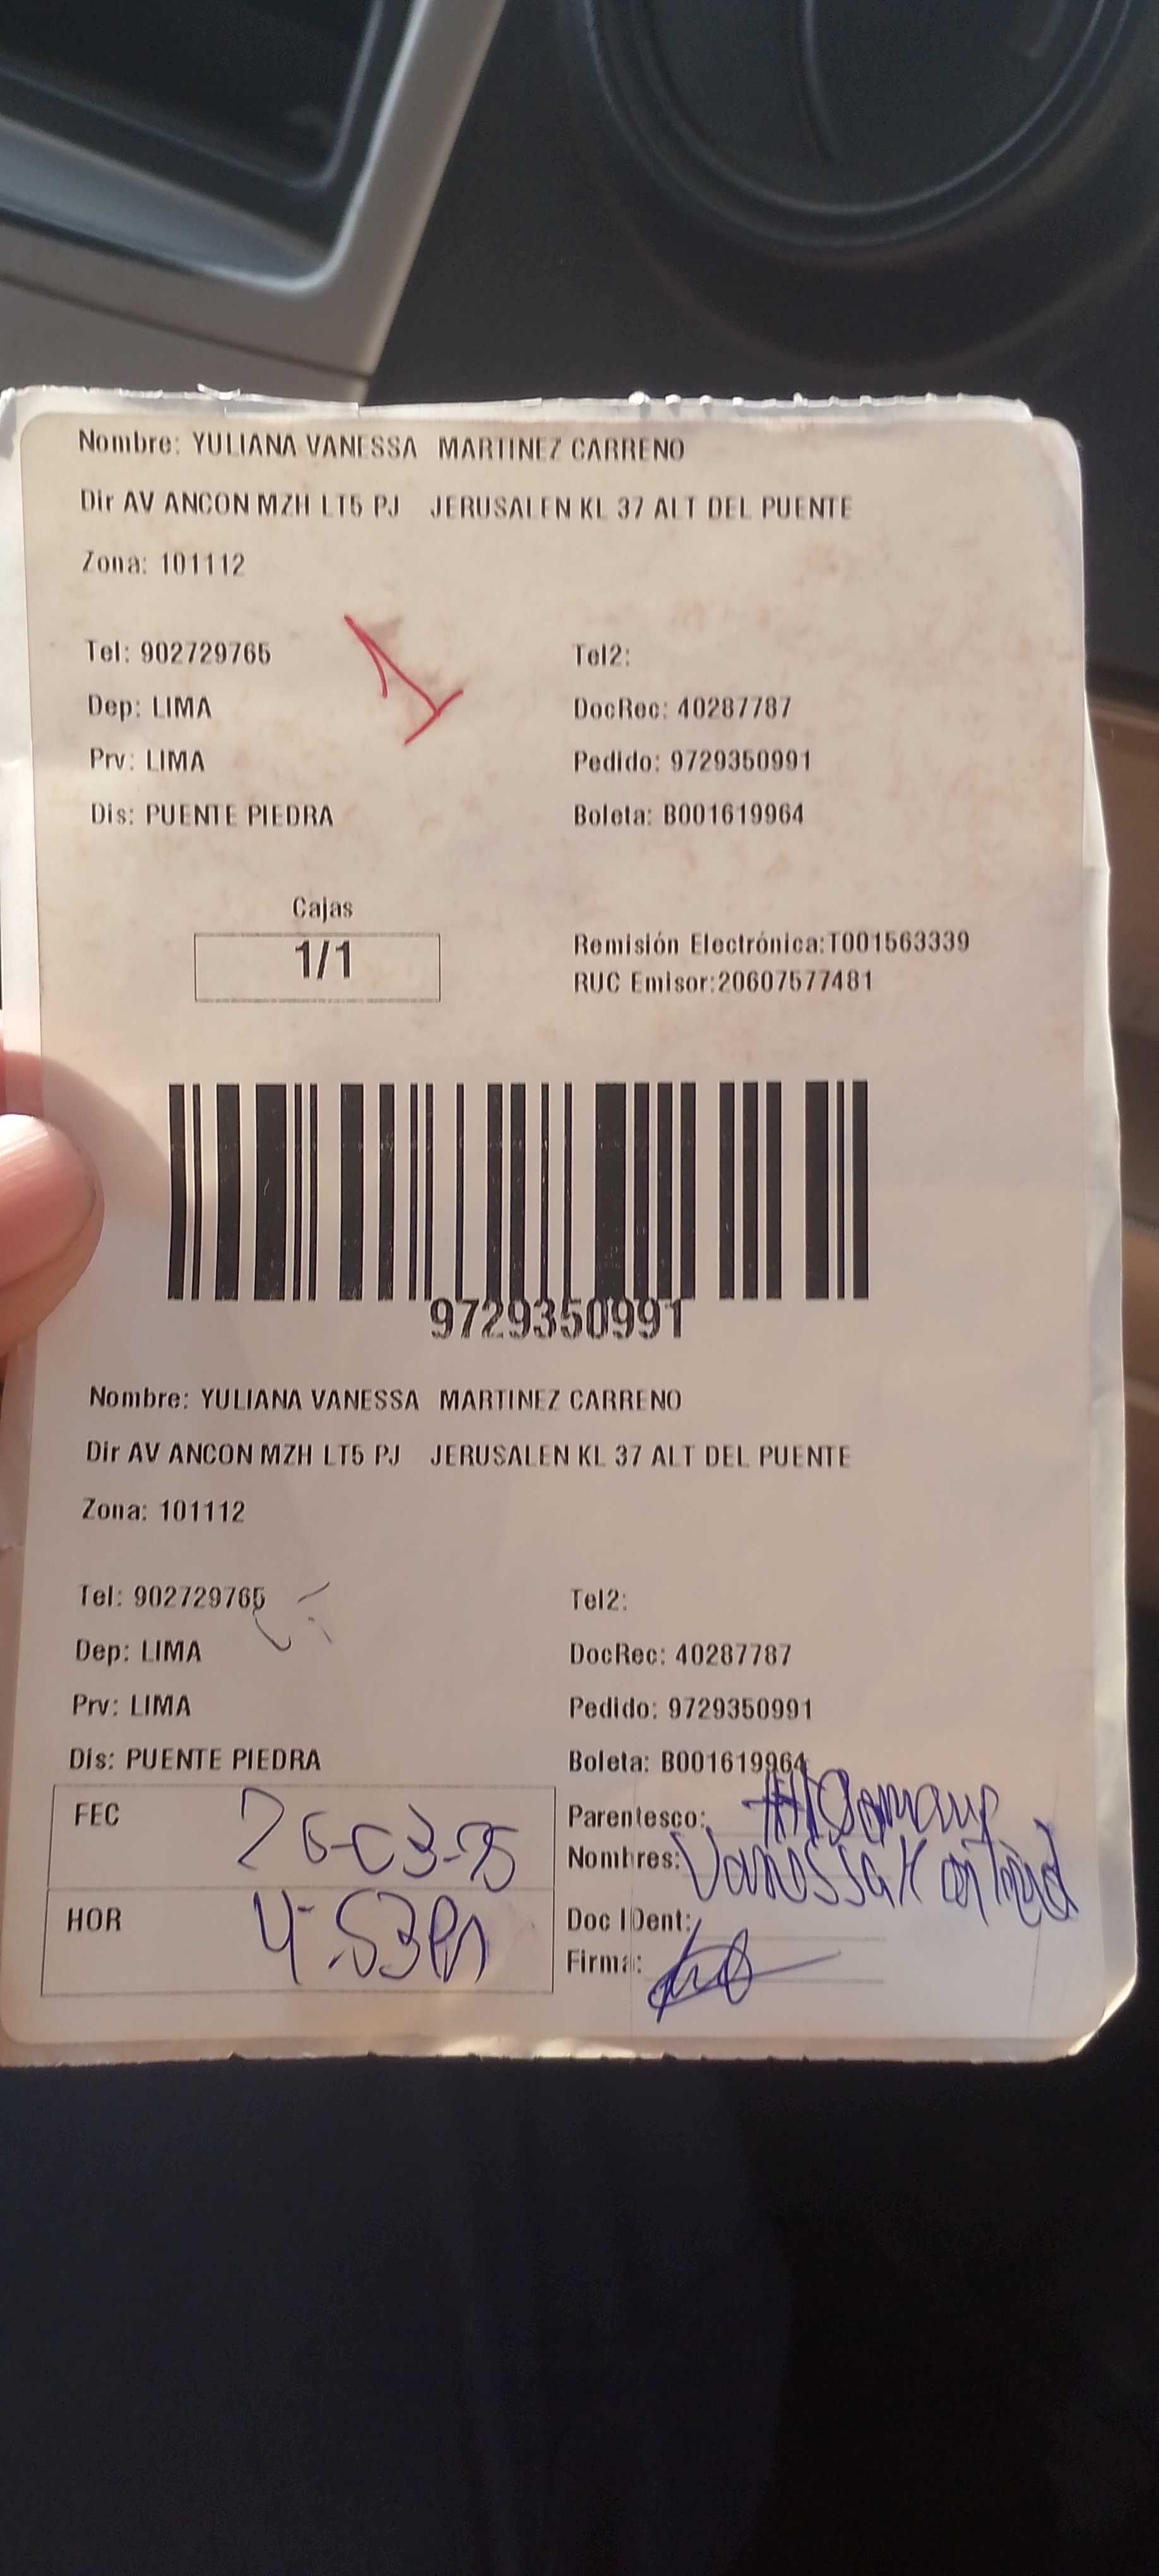 Nombre: YULIANA VANESSA MARTINEZ CARRENO
Dir AV ANCON MZH LT5 PJ JERUSALEN KL 37 ALT DEL PUENTE
Zona: 101112
Tel: 902729765 Tel2:
1
Dep: LIMA DocRec: 40287787
Prv: LIMA Pedido: 9729350991
Dis: PUENTE PIEDRA Boleta: B001619964
Cajas
1/1
Remisión Electrónica:T001563339
RUC Emisor:20607577481
9729350991
Nombre: YULIANA VANESSA MARTINEZ CARRENO
Dir AV ANCON MZH LT5 PJ JERUSALEN KL 37 ALT DEL PUENTE
Zona: 101112
Tel: 902729765 Tel2:
Dep: LIMA DocRec: 40287787
Prv: LIMA Pedido: 9729350991
Dis: PUENTE PIEDRA Boleta: B001619964
FEC Parentesco:
Nombres: Vanessa
HOR 4:53 Pm Doc IDent:
Firma: